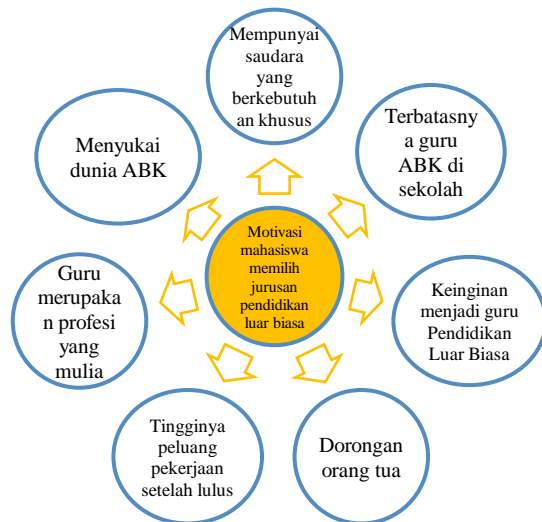 Mempunyai
saudara
yang
berkebutuh
an khusus
Terbatasny
a guru
ABK di
sekolah
Menyukai
dunia ABK
Motivasi
mahasiswa
memilih
jurusan
pendidikan
luar biasa
Guru
merupaka
n profesi
yang
mulia
Keinginan
menjadi guru
Pendidikan
Luar Biasa
Tingginya
peluang
pekerjaan
setelah lulus
Dorongan
orang tua